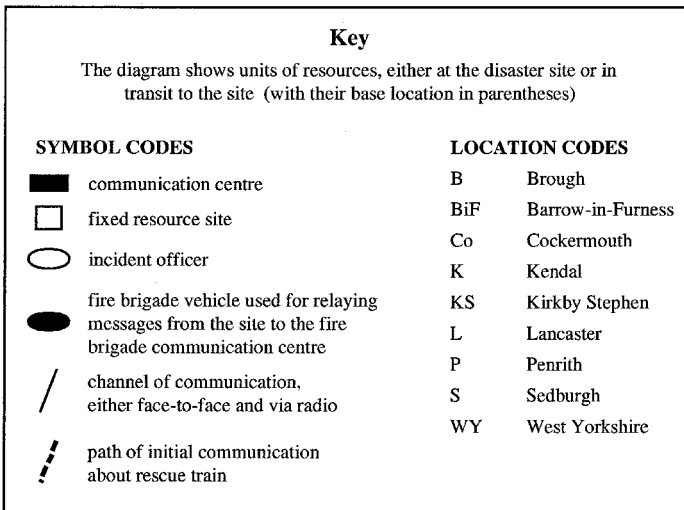 Key
The diagram shows units of resources, either at the disaster site or in
transit to the site (with their base location in parentheses)
SYMBOL CODES
communication centre
fixed resource site
incident officer
fire brigade vehicle used for relaying
messages from the site to the fire
brigade communication centre
channel of communication,
either face-to-face and via radio
path of initial communication
about rescue train
LOCATION CODES
B Brough
BiF Barrow-in-Furness
Co Cockermouth
K Kendal
KS Kirkby Stephen
L Lancaster
P Penrith
S Sedburgh
WY West Yorkshire